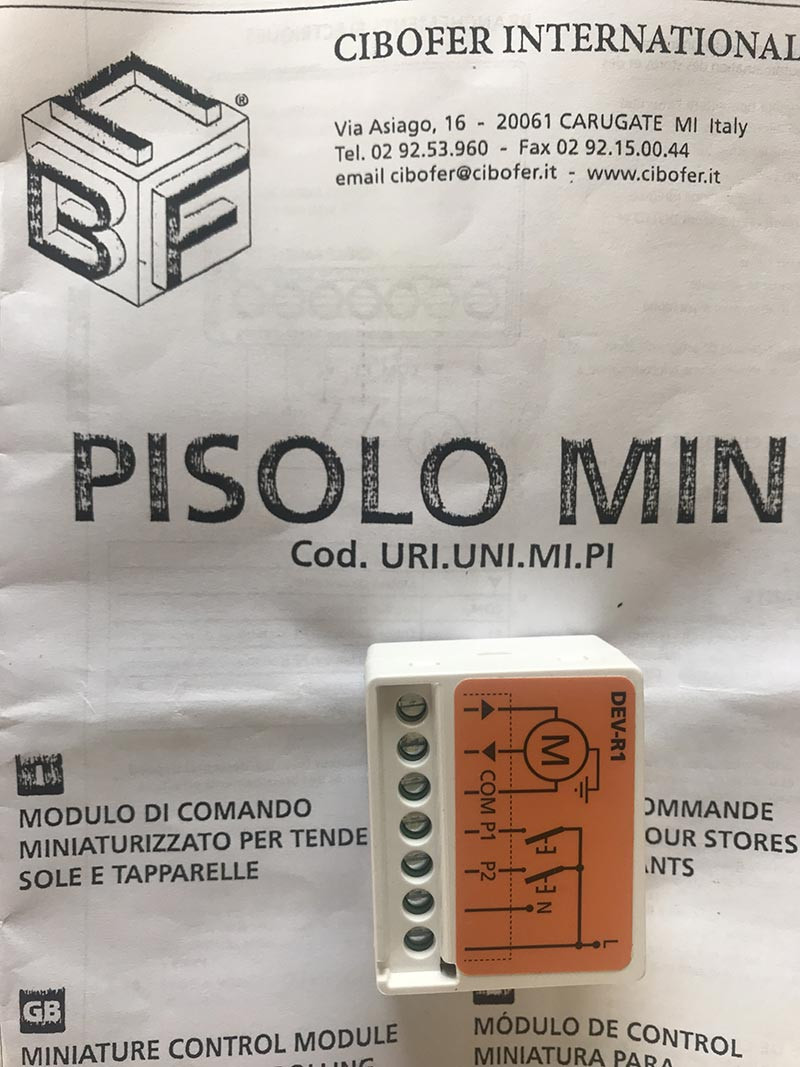 CIBOFER INTERNATIONAL
CBF®
Via Asiago, 16 - 20061 CARUGATE MI Italy
Tel. 02 92.53.960 - Fax 02 92.15.00.44
email cibofer@cibofer.it - www.cibofer.it
PISOLO MIN
Cod. URI.UNI.MI.PI
DEV-R1
M
COM P1 P2 N L
I
MODULO DI COMANDO
MINIATURIZZATO PER TENDE
SOLE E TAPPARELLE
OMMANDE
OUR STORES
ANTS
GB
MINIATURE CONTROL MODULE
OLLING
MÓDULO DE CONTROL
MINIATURA PARA